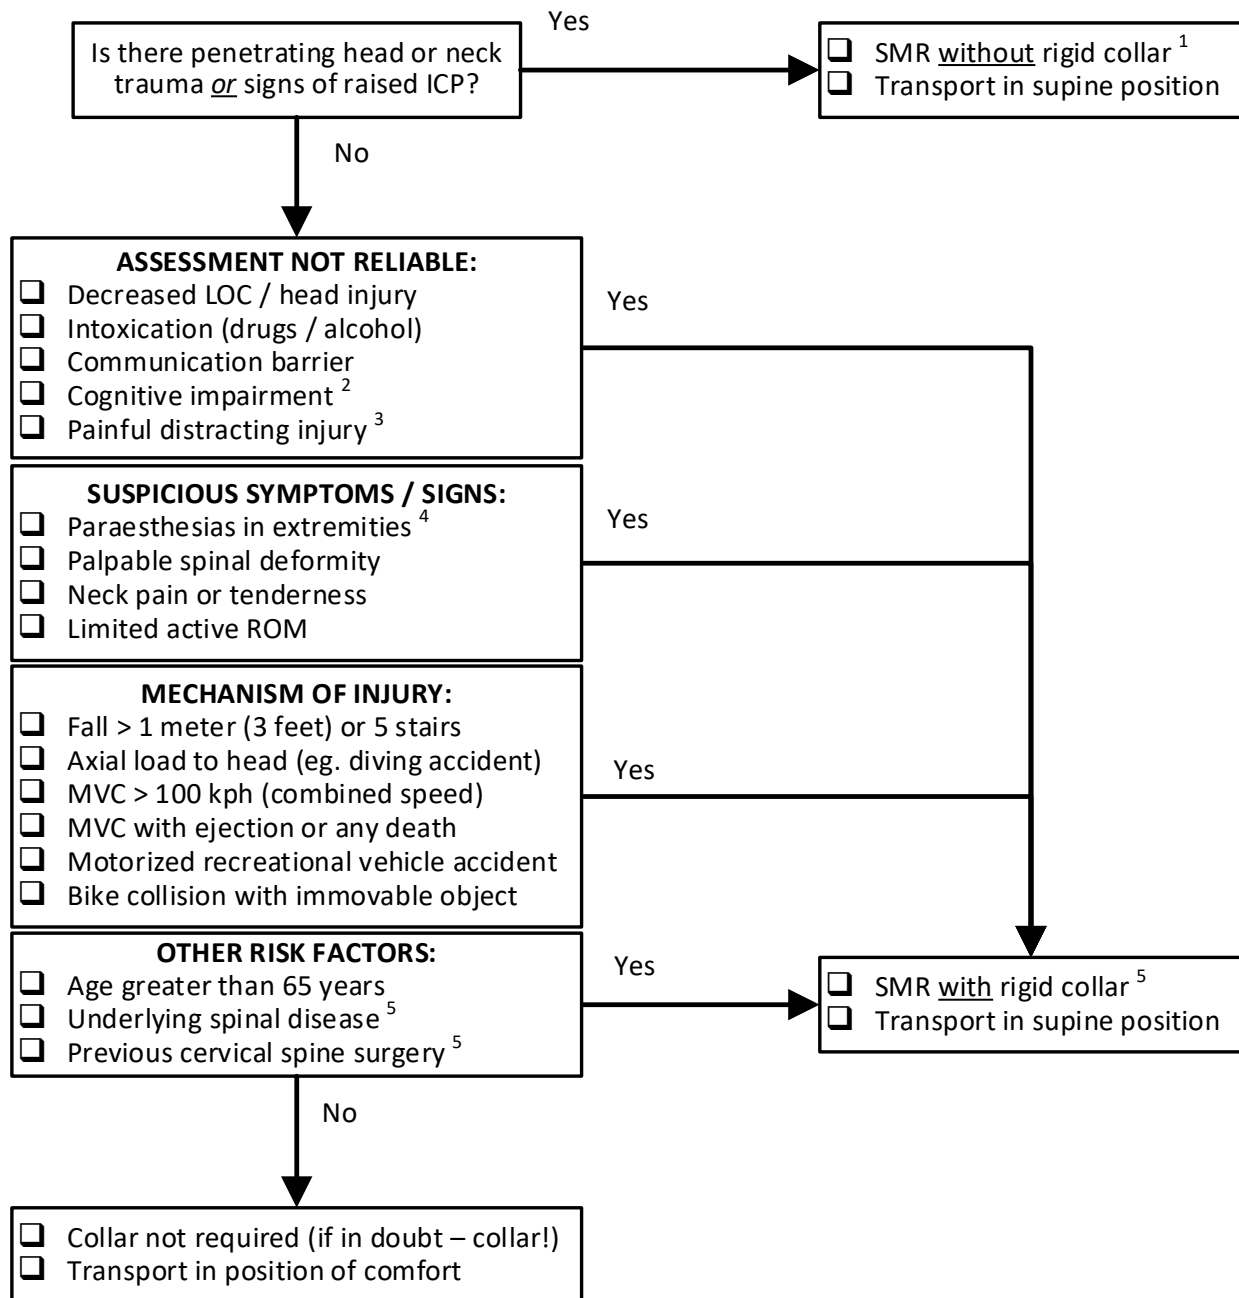 Is there penetrating head or neck
trauma or signs of raised ICP?
Yes
❑ SMR without rigid collar 1
❑ Transport in supine position
No
ASSESSMENT NOT RELIABLE:
❑ Decreased LOC / head injury
❑ Intoxication (drugs / alcohol)
❑ Communication barrier
❑ Cognitive impairment 2
❑ Painful distracting injury 3
Yes
SUSPICIOUS SYMPTOMS / SIGNS:
❑ Paraesthesias in extremities 4
❑ Palpable spinal deformity
❑ Neck pain or tenderness
❑ Limited active ROM
Yes
MECHANISM OF INJURY:
❑ Fall > 1 meter (3 feet) or 5 stairs
❑ Axial load to head (eg. diving accident)
❑ MVC > 100 kph (combined speed)
❑ MVC with ejection or any death
❑ Motorized recreational vehicle accident
❑ Bike collision with immovable object
Yes
OTHER RISK FACTORS:
❑ Age greater than 65 years
❑ Underlying spinal disease 5
❑ Previous cervical spine surgery 5
Yes
❑ SMR with rigid collar 5
❑ Transport in supine position
No
❑ Collar not required (if in doubt – collar!)
❑ Transport in position of comfort